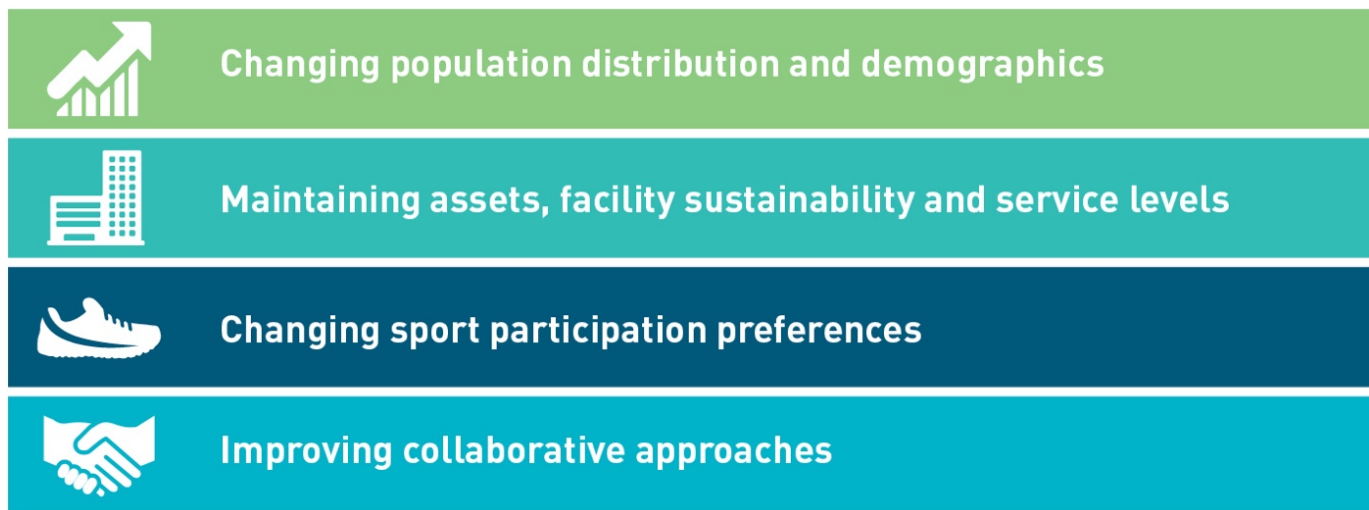 Changing population distribution and demographics
Maintaining assets, facility sustainability and service levels
Changing sport participation preferences
Improving collaborative approaches